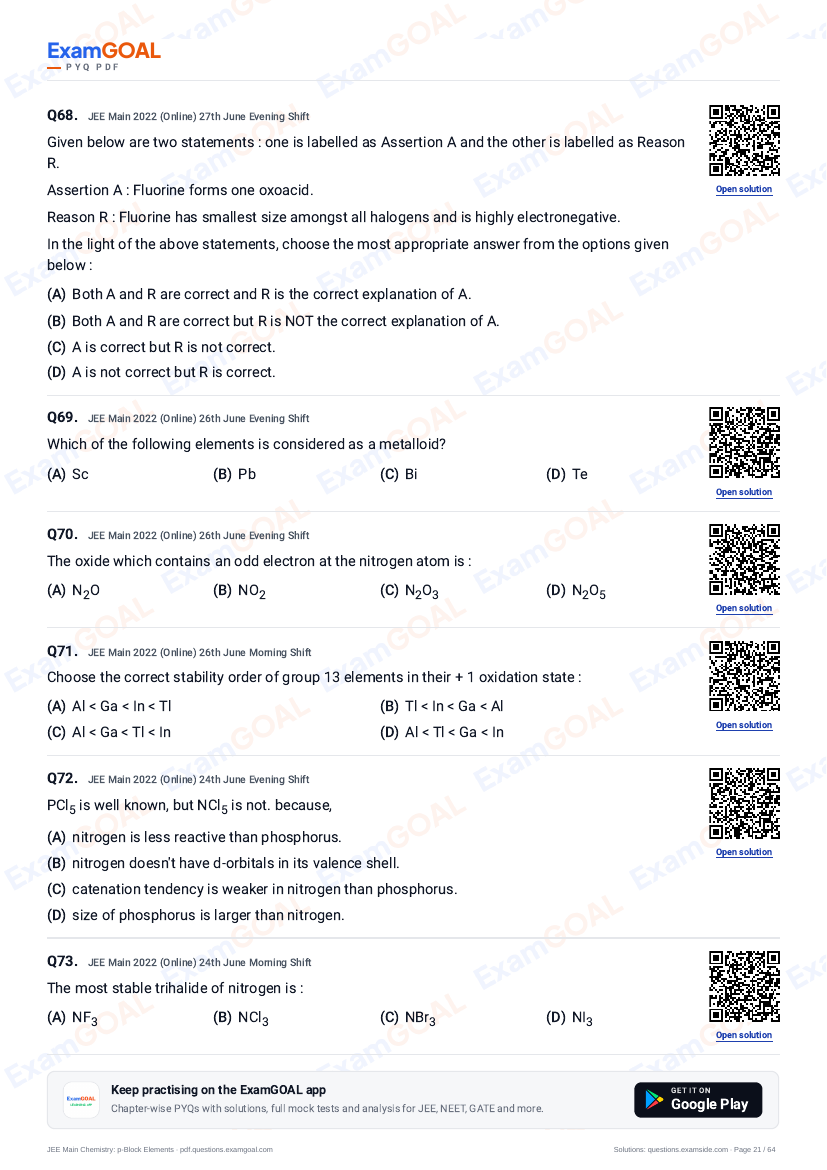 ExamGOAL
PYQ PDF
Q68. JEE Main 2022 (Online) 27th June Evening Shift
Given below are two statements : one is labelled as Assertion A and the other is labelled as Reason
R.
Assertion A : Fluorine forms one oxoacid.
Reason R : Fluorine has smallest size amongst all halogens and is highly electronegative.
In the light of the above statements, choose the most appropriate answer from the options given
below :
(A) Both A and R are correct and R is the correct explanation of A.
(B) Both A and R are correct but R is NOT the correct explanation of A.
(C) A is correct but R is not correct.
(D) A is not correct but R is correct.
Open solution
Q69. JEE Main 2022 (Online) 26th June Evening Shift
Which of the following elements is considered as a metalloid?
(A) Sc (B) Pb (C) Bi (D) Te
Open solution
Q70. JEE Main 2022 (Online) 26th June Evening Shift
The oxide which contains an odd electron at the nitrogen atom is :
(A) N₂O (B) NO₂ (C) N₂O₃ (D) N₂O₅
Open solution
Q71. JEE Main 2022 (Online) 26th June Morning Shift
Choose the correct stability order of group 13 elements in their + 1 oxidation state :
(A) Al < Ga < In < Tl (B) Tl < In < Ga < Al
(C) Al < Ga < Tl < In (D) Al < Tl < Ga < In
Open solution
Q72. JEE Main 2022 (Online) 24th June Evening Shift
PCl₅ is well known, but NCl₅ is not. because,
(A) nitrogen is less reactive than phosphorus.
(B) nitrogen doesn't have d-orbitals in its valence shell.
(C) catenation tendency is weaker in nitrogen than phosphorus.
(D) size of phosphorus is larger than nitrogen.
Open solution
Q73. JEE Main 2022 (Online) 24th June Morning Shift
The most stable trihalide of nitrogen is :
(A) NF₃ (B) NCl₃ (C) NBr₃ (D) NI₃
Open solution
ExamGOAL
Keep practising on the ExamGOAL app
Chapter-wise PYQs with solutions, full mock tests and analysis for JEE, NEET, GATE and more.
GET IT ON
Google Play
JEE Main Chemistry: p-Block Elements · pdf.questions.examgoal.com Solutions: questions.examside.com · Page 21 / 64